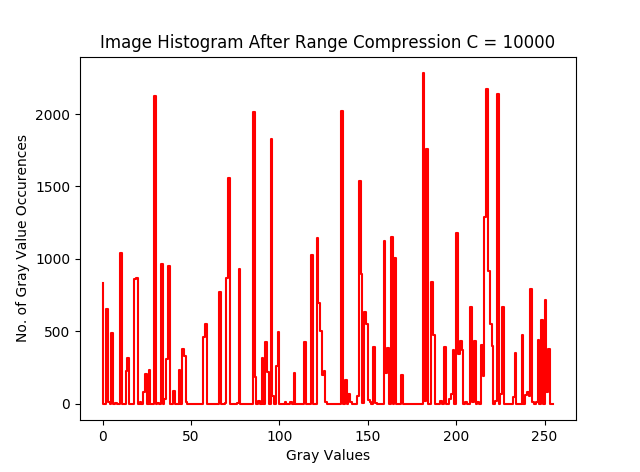 Image Histogram After Range Compression C = 10000
No. of Gray Value Occurences
2000
1500
1000
500
0
0 50 100 150 200 250
Gray Values